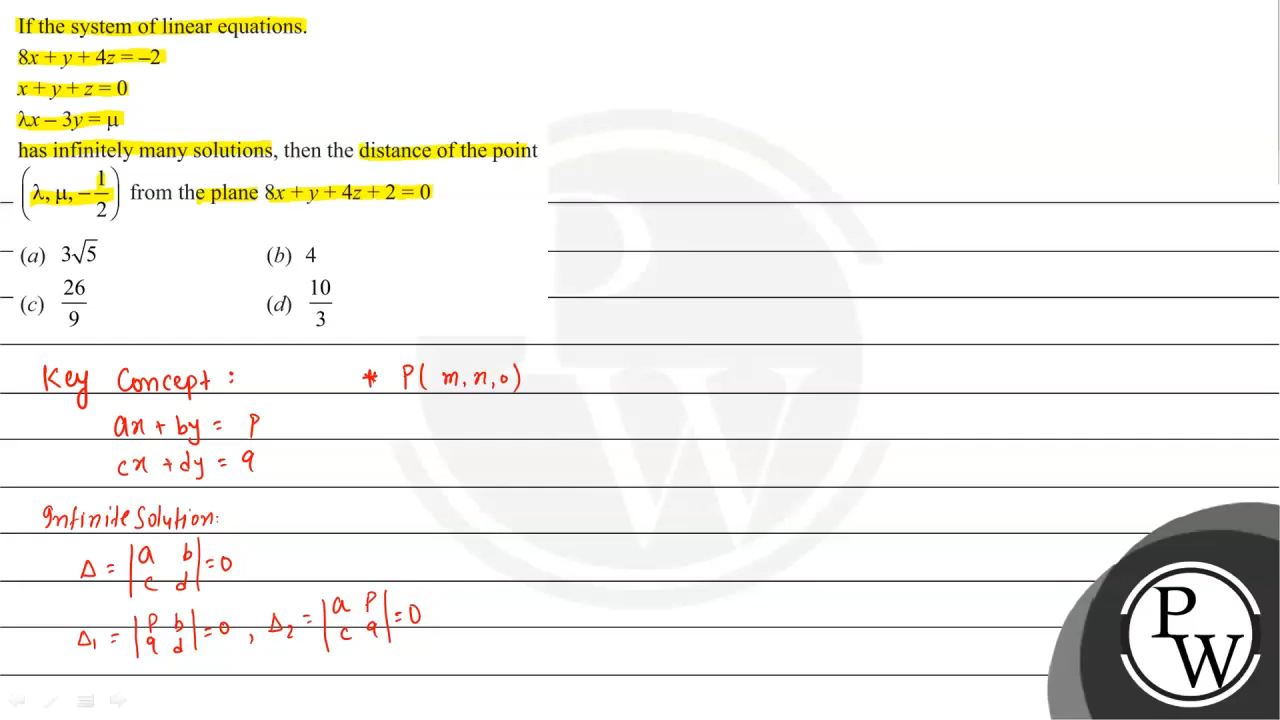 If the system of linear equations.
8x + y + 4z = –2
x + y + z = 0
λx – 3y = μ
has infinitely many solutions, then the distance of the point
(λ, μ, –1/2) from the plane 8x + y + 4z + 2 = 0
(a) 3√5 (b) 4
(c) 26/9 (d) 10/3
Key Concept : * P( m, n, o)
ax + by = p
cx + dy = q
Infinite Solution:
Δ = |a b; c d| = 0
Δ₁ = |p b; q d| = 0 , Δ₂ = |a p; c q| = 0
PW
PW